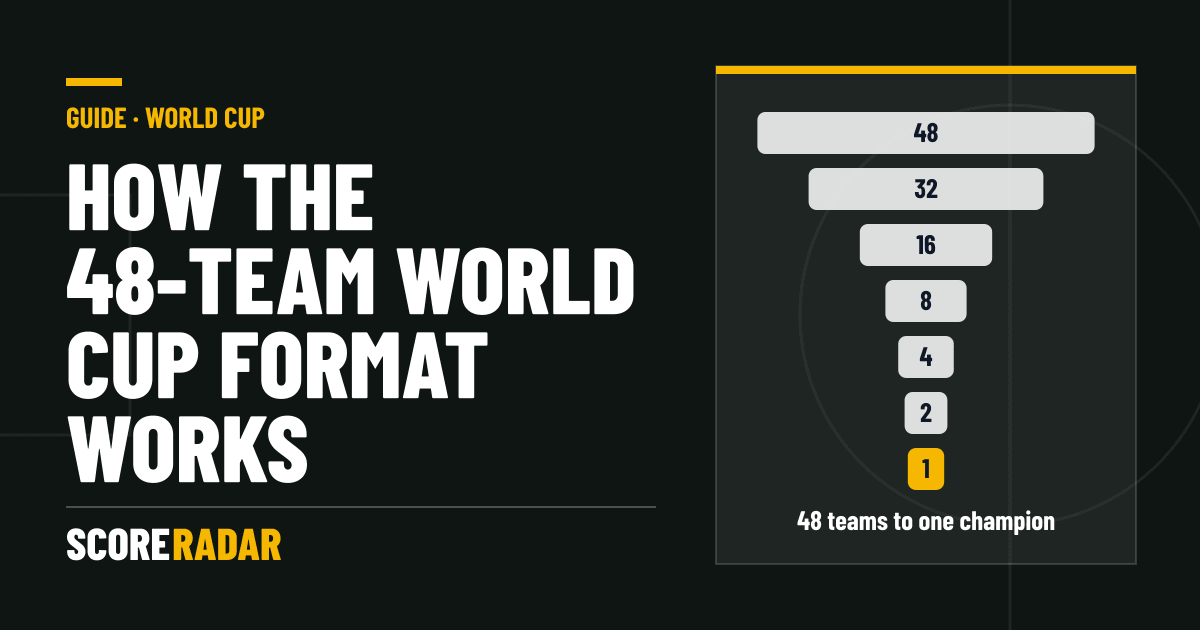 GUIDE · WORLD CUP
HOW THE
48-TEAM WORLD
CUP FORMAT
WORKS
SCORERADAR
48
32
16
8
4
2
1
48 teams to one champion